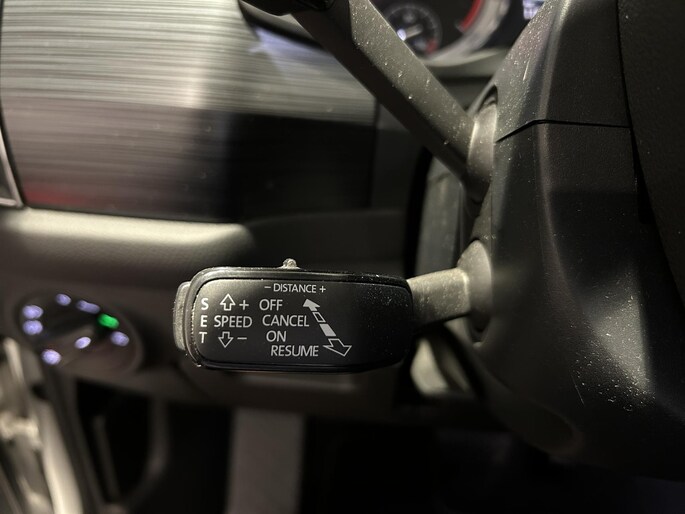 - DISTANCE +
S + OFF
E SPEED CANCEL
T - ON
RESUME